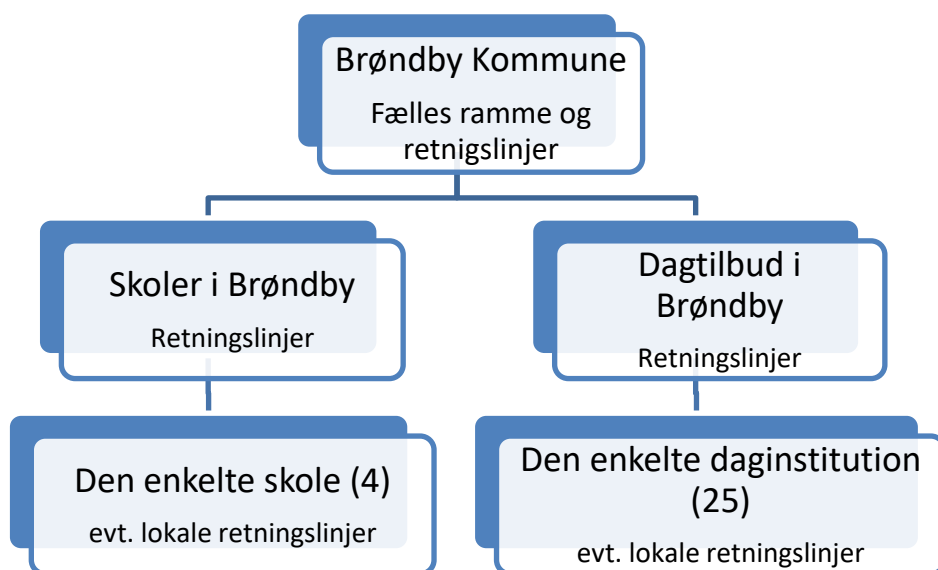 Brøndby Kommune
Fælles ramme og
retnigslinjer
Skoler i Brøndby
Retningslinjer
Dagtilbud i
Brøndby
Retningslinjer
Den enkelte skole (4)
evt. lokale retningslinjer
Den enkelte daginstitution
(25)
evt. lokale retningslinjer